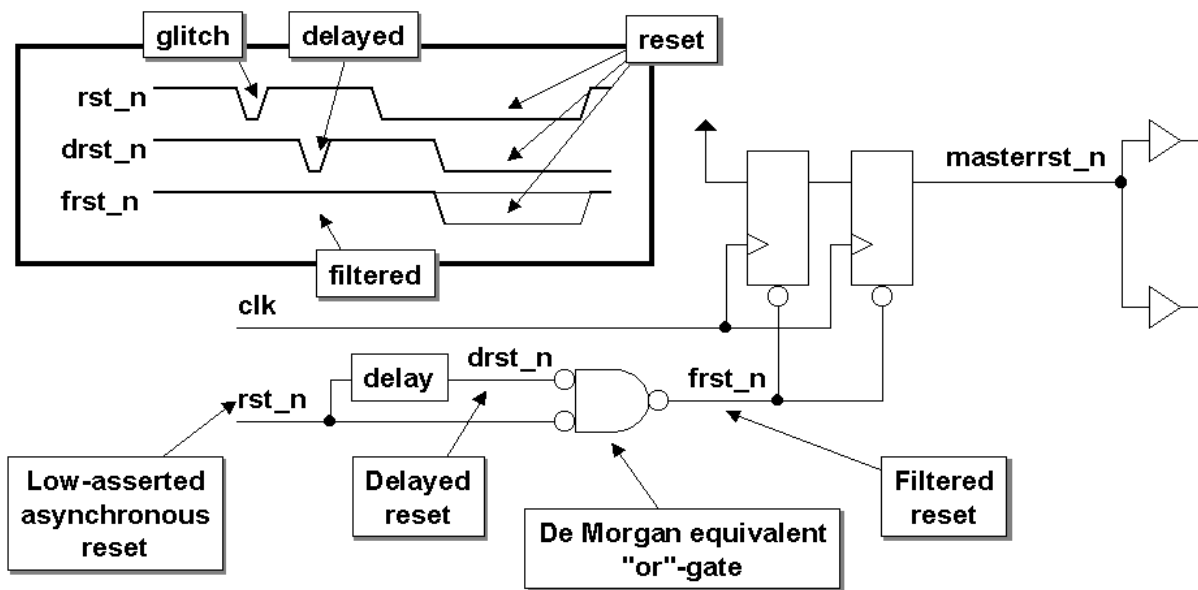 glitch
delayed
reset
rst_n
drst_n
frst_n
filtered
masterrst_n
clk
drst_n
delay
frst_n
rst_n
Low-asserted
asynchronous
reset
Delayed
reset
De Morgan equivalent
"or"-gate
Filtered
reset